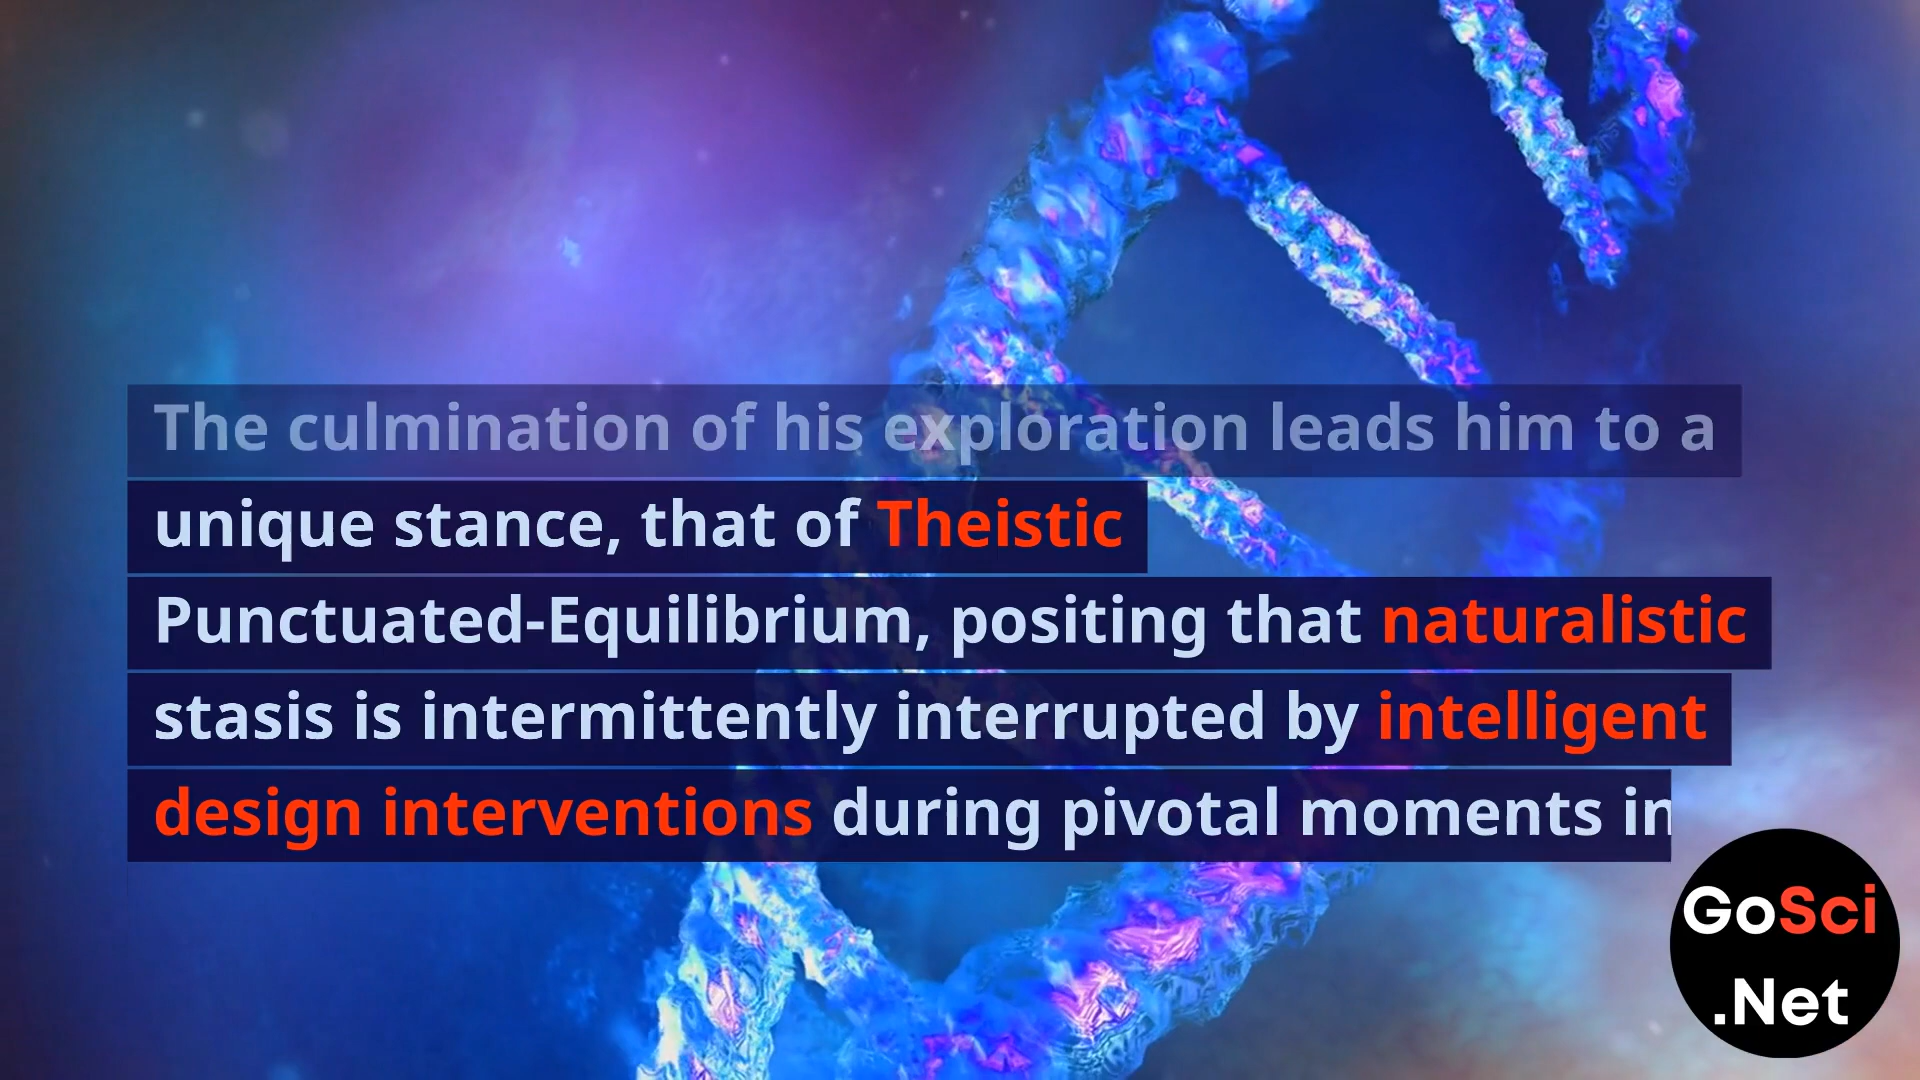 The culmination of his exploration leads him to a
unique stance, that of Theistic
Punctuated-Equilibrium, positing that naturalistic
stasis is intermittently interrupted by intelligent
design interventions during pivotal moments in
GoSci
.Net